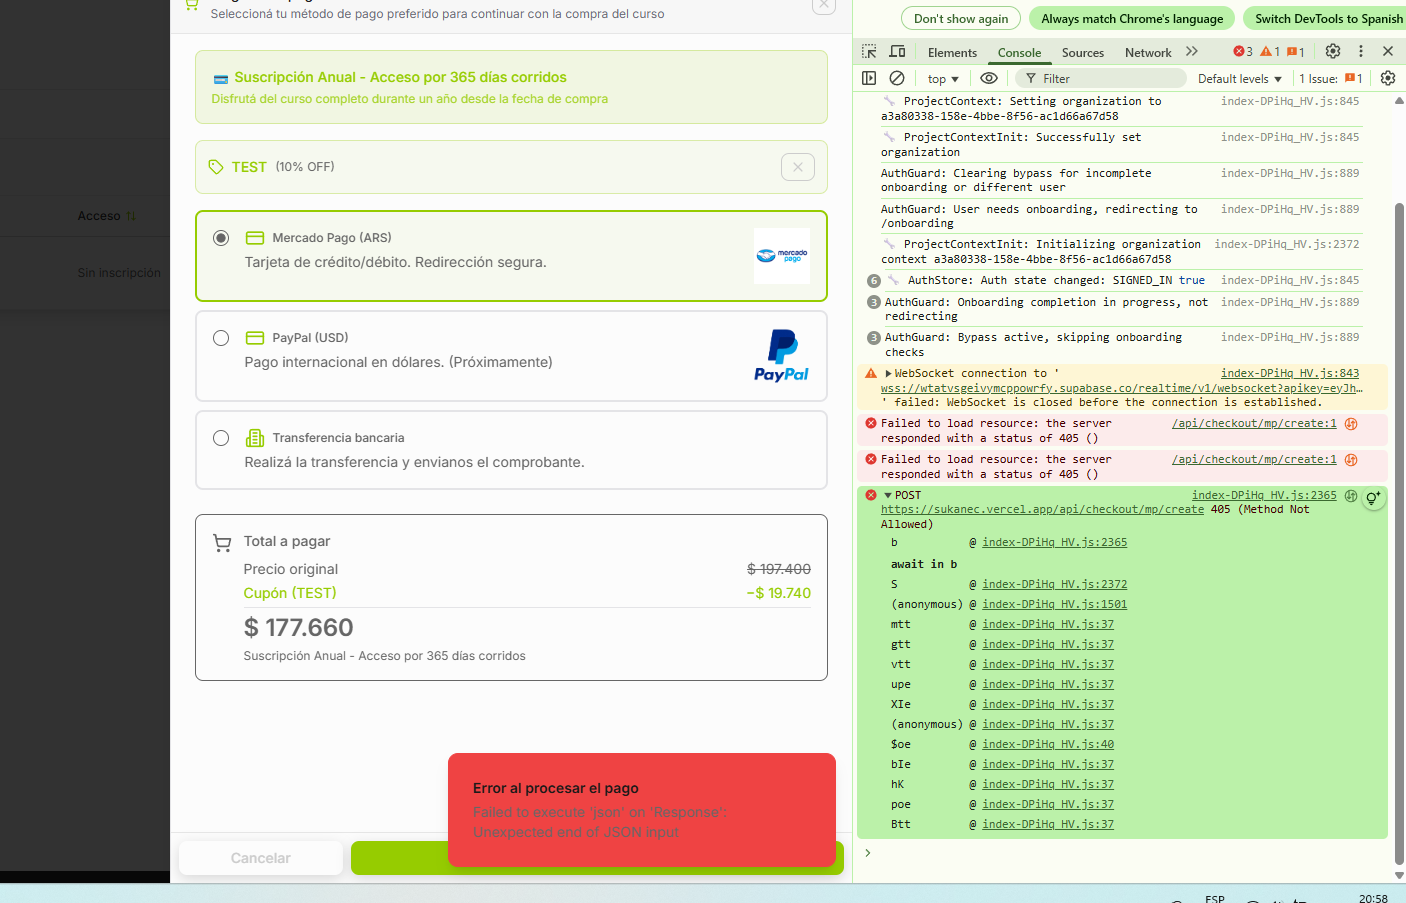 Seleccioná tu método de pago preferido para continuar con la compra del curso
Suscripción Anual - Acceso por 365 días corridos
Disfrutá del curso completo durante un año desde la fecha de compra
TEST (10% OFF)
Acceso
Sin inscripción
Mercado Pago (ARS)
Tarjeta de crédito/débito. Redirección segura.
mercado
pago
PayPal (USD)
Pago internacional en dólares. (Próximamente)
PayPal
Transferencia bancaria
Realizá la transferencia y envianos el comprobante.
Total a pagar
Precio original $ 197.400
Cupón (TEST) −$ 19.740
$ 177.660
Suscripción Anual - Acceso por 365 días corridos
Error al procesar el pago
Failed to execute 'json' on 'Response':
Unexpected end of JSON input
Cancelar
Don't show again Always match Chrome's language Switch DevTools to Spanish
Elements Console Sources Network 3 1 1
top Filter Default levels 1 Issue: 1
ProjectContext: Setting organization to index-DPiHq_HV.js:845
a3a80338-158e-4bbe-8f56-ac1d66a67d58
ProjectContextInit: Successfully set index-DPiHq_HV.js:845
organization
AuthGuard: Clearing bypass for incomplete index-DPiHq_HV.js:889
onboarding or different user
AuthGuard: User needs onboarding, redirecting to index-DPiHq_HV.js:889
/onboarding
ProjectContextInit: Initializing organization index-DPiHq_HV.js:2372
context a3a80338-158e-4bbe-8f56-ac1d66a67d58
6 AuthStore: Auth state changed: SIGNED_IN true index-DPiHq_HV.js:845
3 AuthGuard: Onboarding completion in progress, not index-DPiHq_HV.js:889
redirecting
3 AuthGuard: Bypass active, skipping onboarding index-DPiHq_HV.js:889
checks
WebSocket connection to ' index-DPiHq_HV.js:843
wss://wtatvsgeivymcppowrfy.supabase.co/realtime/v1/websocket?apikey=eyJh…
' failed: WebSocket is closed before the connection is established.
Failed to load resource: the server /api/checkout/mp/create:1
responded with a status of 405 ()
Failed to load resource: the server /api/checkout/mp/create:1
responded with a status of 405 ()
POST index-DPiHq_HV.js:2365
https://sukanec.vercel.app/api/checkout/mp/create 405 (Method Not
Allowed)
b @ index-DPiHq_HV.js:2365
await in b
S @ index-DPiHq_HV.js:2372
(anonymous) @ index-DPiHq_HV.js:1501
mtt @ index-DPiHq_HV.js:37
gtt @ index-DPiHq_HV.js:37
vtt @ index-DPiHq_HV.js:37
upe @ index-DPiHq_HV.js:37
XIe @ index-DPiHq_HV.js:37
(anonymous) @ index-DPiHq_HV.js:37
$oe @ index-DPiHq_HV.js:40
bIe @ index-DPiHq_HV.js:37
hK @ index-DPiHq_HV.js:37
poe @ index-DPiHq_HV.js:37
Btt @ index-DPiHq_HV.js:37
ESP
20:58